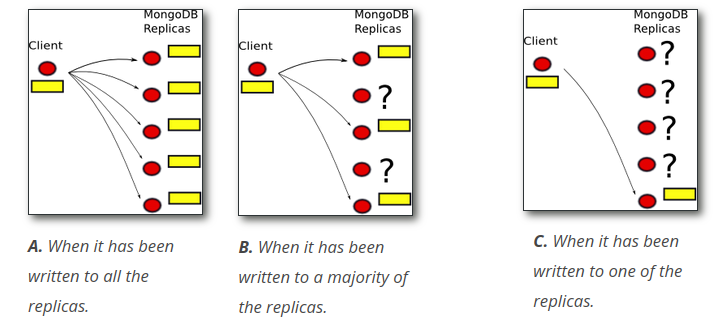 MongoDB
Replicas
Client
A. When it has been
written to all the
replicas.
MongoDB
Replicas
Client
?
?
B. When it has been
written to a majority of
the replicas.
MongoDB
Replicas
Client
?
?
?
?
C. When it has been
written to one of the
replicas.